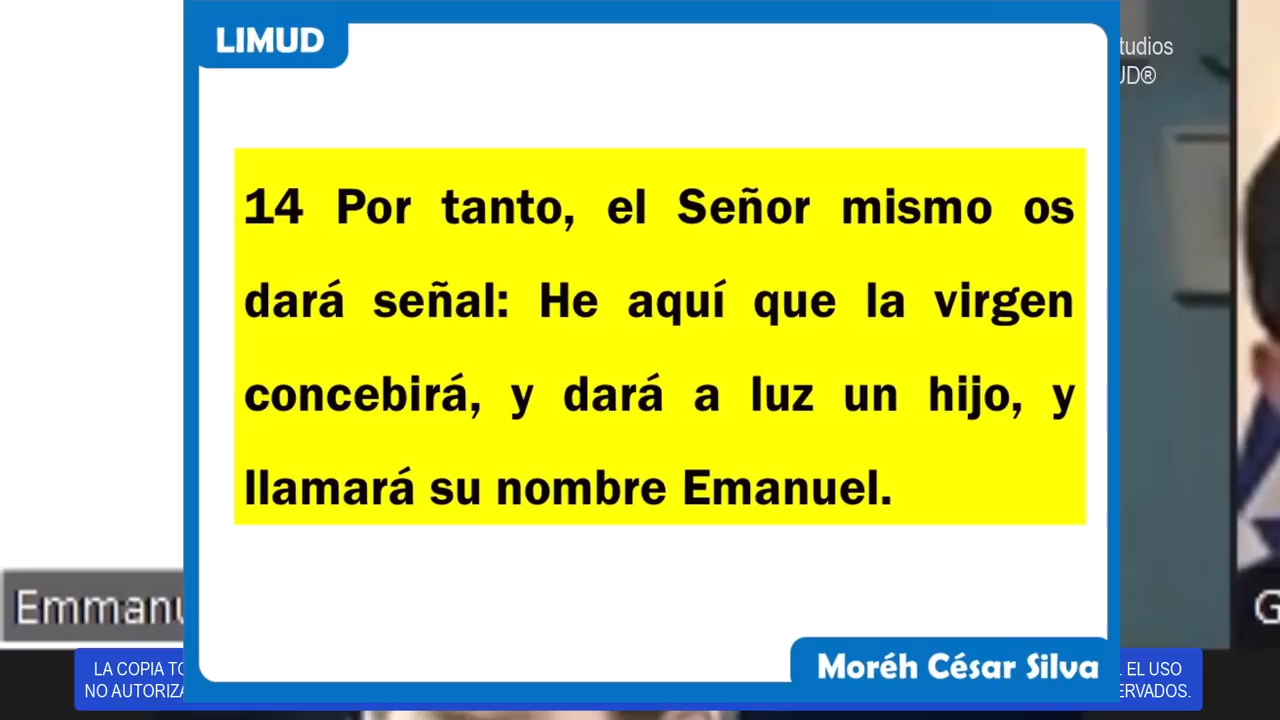 LIMUD
tudios
UD®
14 Por tanto, el Señor mismo os
dará señal: He aquí que la virgen
concebirá, y dará a luz un hijo, y
llamará su nombre Emanuel.
Emmanu
G
Moréh César Silva
LA COPIA TO
NO AUTORIZA
EL USO
ERVADOS.